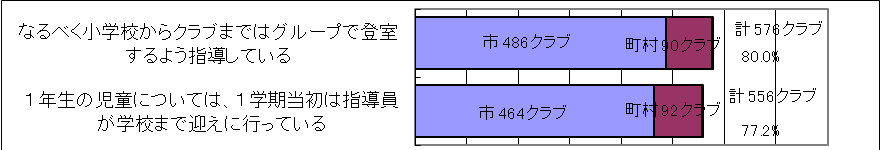 なるべく小学校からクラブまではグループで登室
するよう指導している
市486クラブ
町村90クラブ
計576クラブ
80.0%
1年生の児童については、1学期当初は指導員
が学校まで迎えに行っている
市464クラブ
町村92クラブ
計556クラブ
77.2%